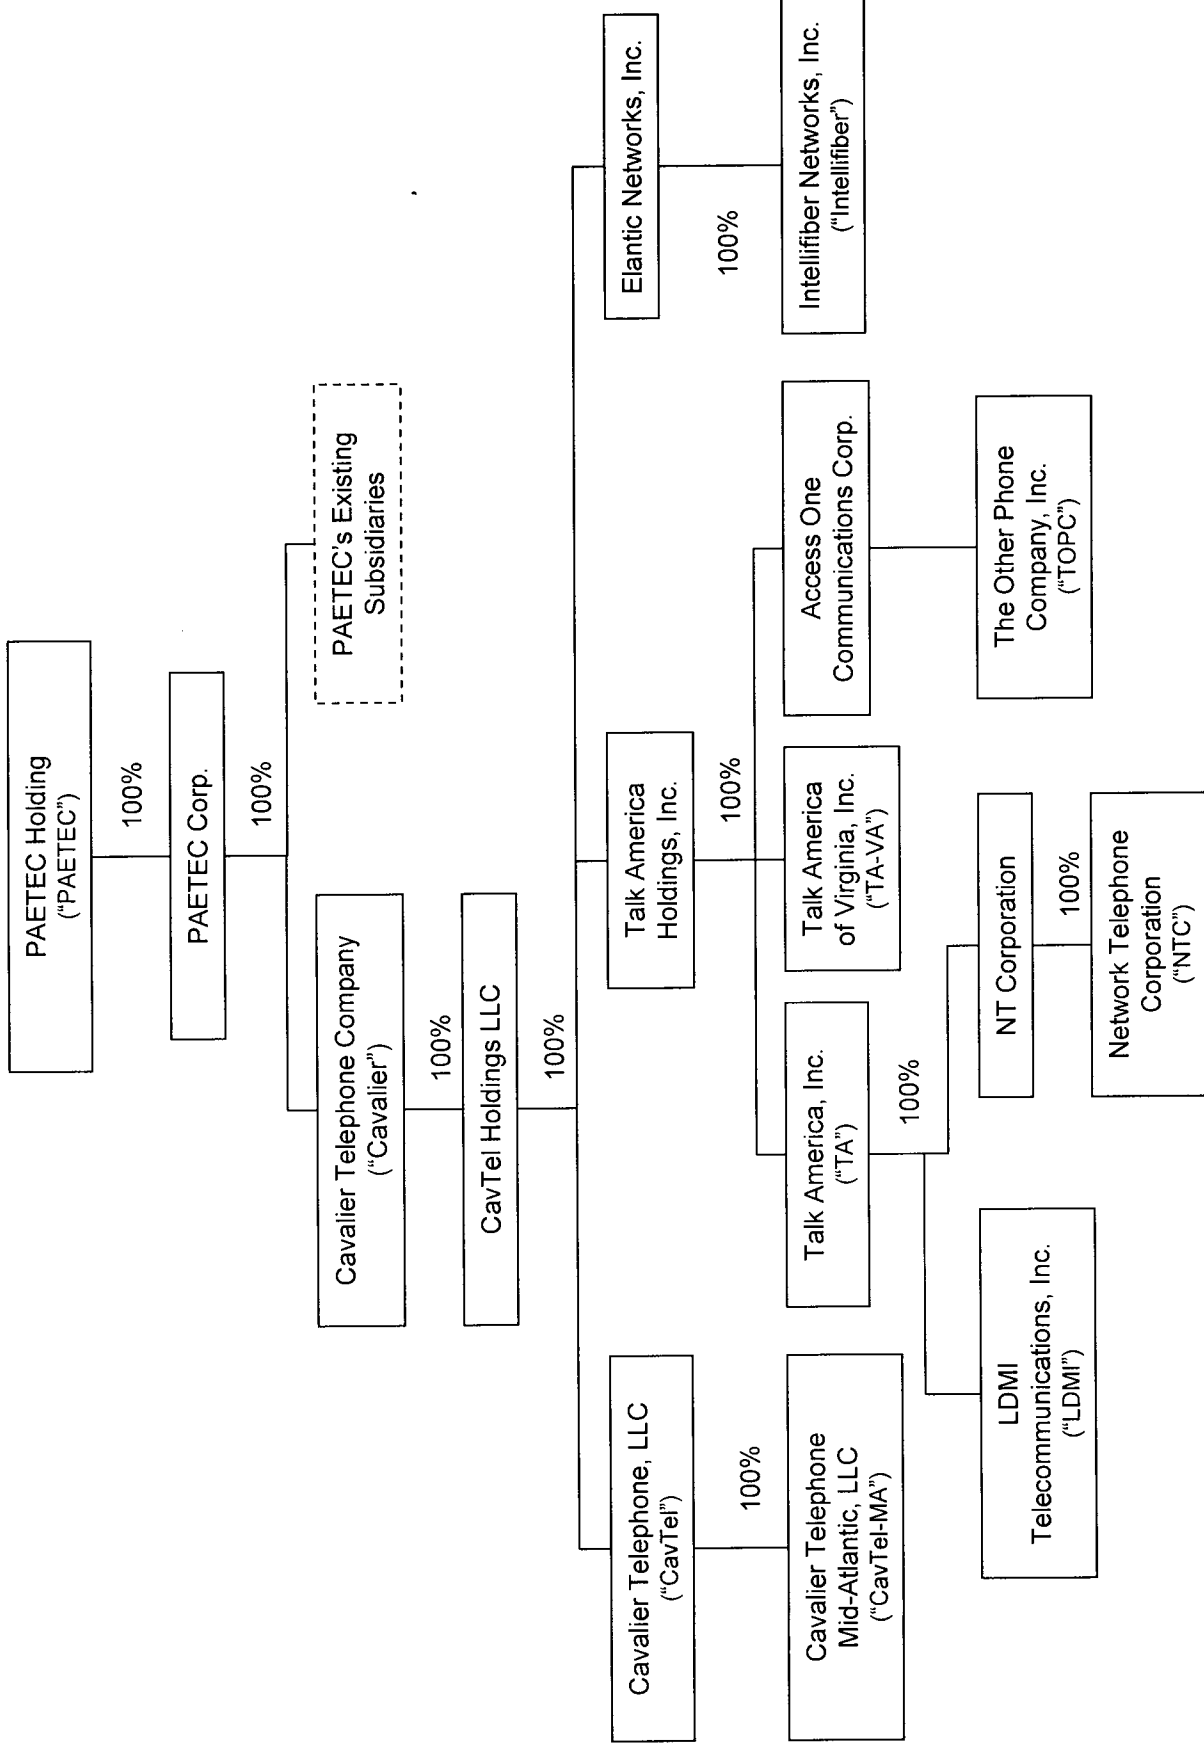 PAETEC Holding
("PAETEC")
100%
PAETEC Corp.
100%
Cavalier Telephone Company
("Cavalier")
PAETEC's Existing
Subsidiaries
100%
CavTel Holdings LLC
100%
Cavalier Telephone, LLC
("CavTel")
Talk America
Holdings, Inc.
Elantic Networks, Inc.
100%
100%
100%
Cavalier Telephone
Mid-Atlantic, LLC
("CavTel-MA")
Talk America, Inc.
("TA")
Talk America
of Virginia, Inc.
("TA-VA")
Access One
Communications Corp.
Intellifiber Networks, Inc.
("Intellifiber")
100%
LDMI
Telecommunications, Inc.
("LDMI")
NT Corporation
The Other Phone
Company, Inc.
("TOPC")
100%
Network Telephone
Corporation
("NTC")